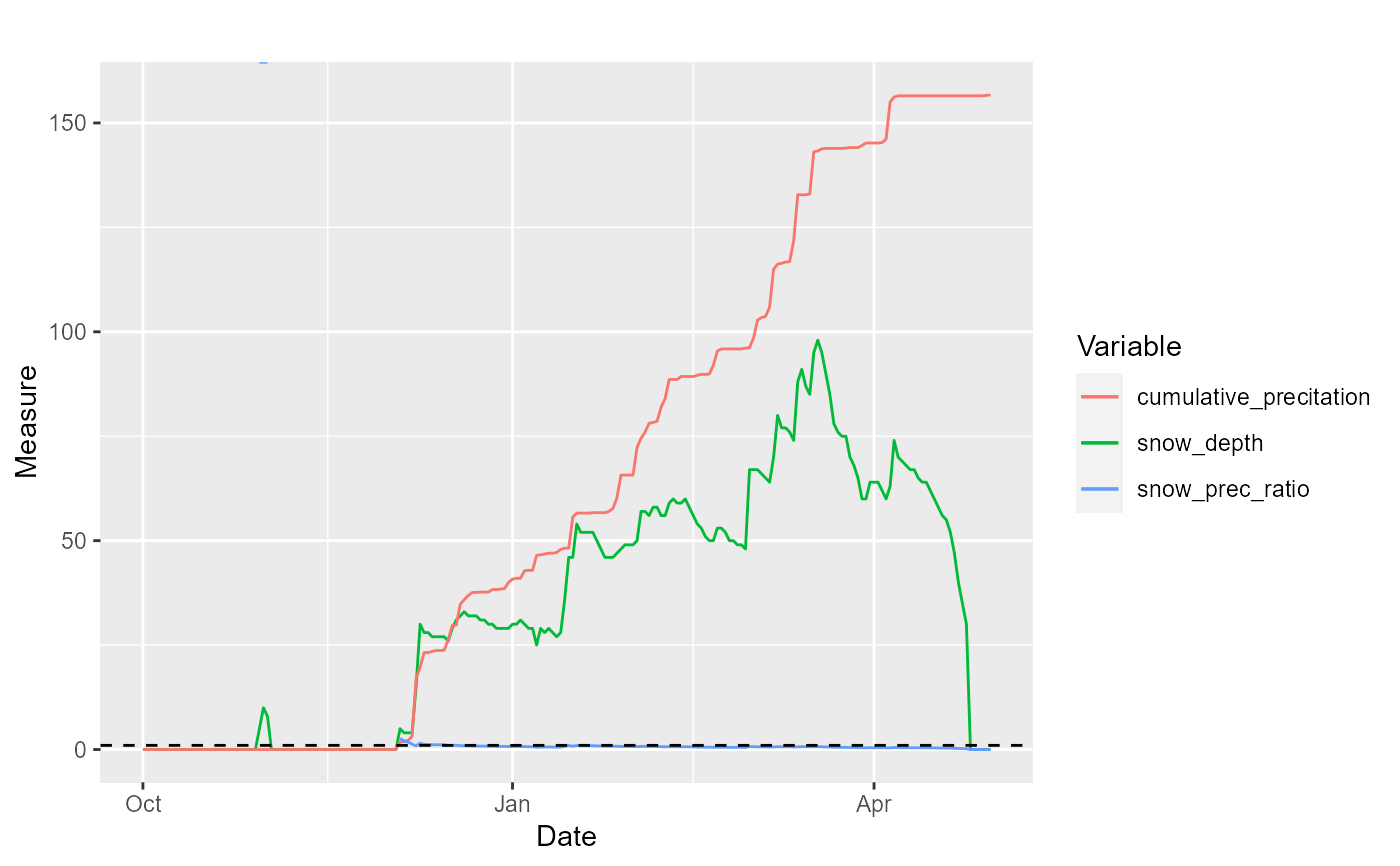 150
100
50
0
Measure
Oct
Jan
Apr
Date
Variable
cumulative_precitation
snow_depth
snow_prec_ratio